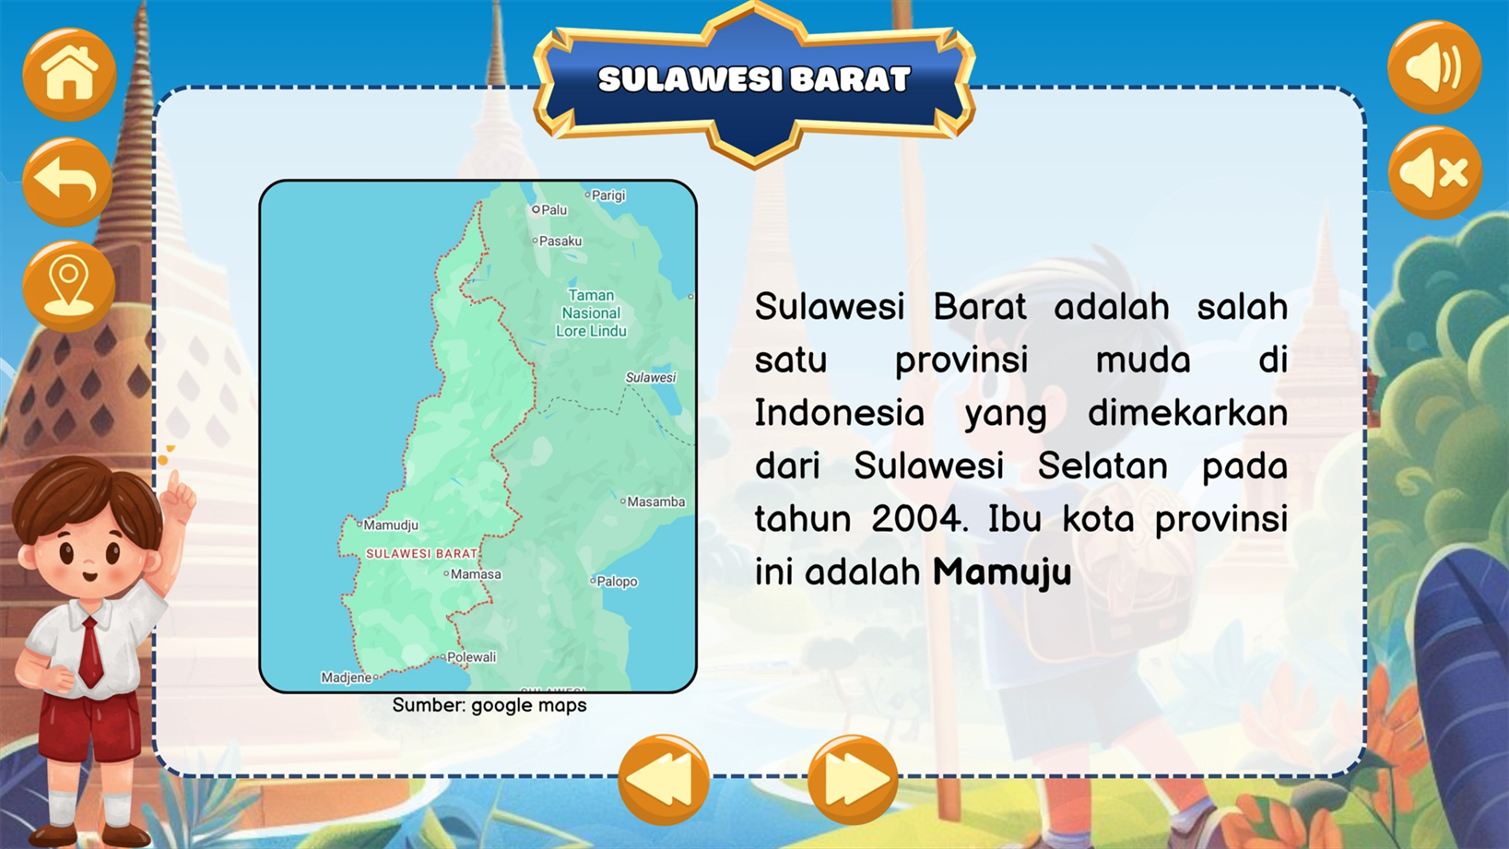 SULAWESI BARAT
Parigi
Palu
Pasaku
Taman
Nasional
Lore Lindu
Sulawesi
Masamba
Mamudju
SULAWESI BARAT
Mamasa
Palopo
Polewali
Madjene
SULAWESI
Sumber: google maps
Sulawesi Barat adalah salah
satu provinsi muda di
Indonesia yang dimekarkan
dari Sulawesi Selatan pada
tahun 2004. Ibu kota provinsi
ini adalah Mamuju